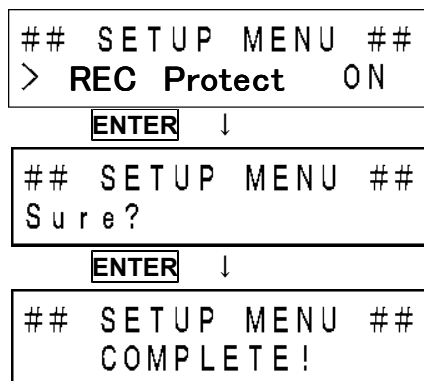 ## SETUP MENU ##
> REC Protect ON
ENTER ↓
## SETUP MENU ##
Sure?
ENTER ↓
## SETUP MENU ##
COMPLETE!